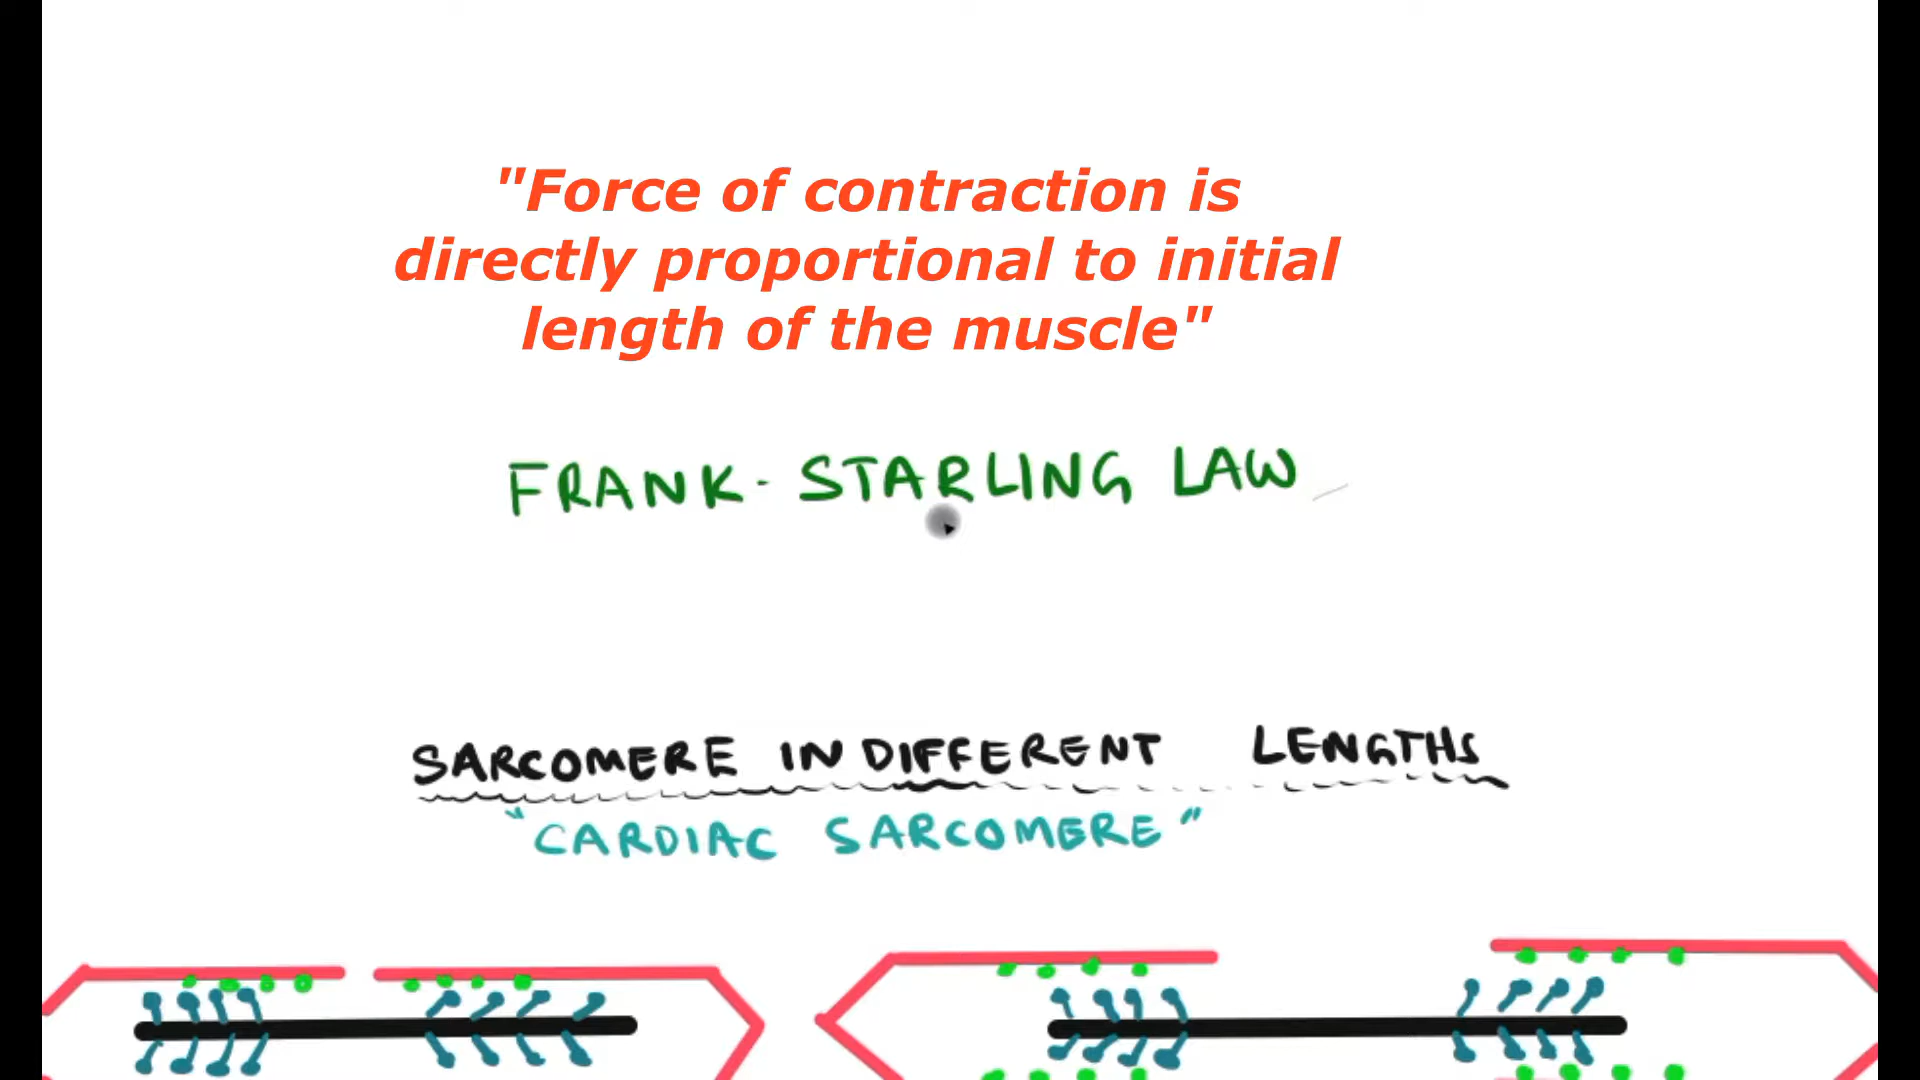 "Force of contraction is
directly proportional to initial
length of the muscle"
FRANK-STARLING LAW
SARCOMERE IN DIFFERENT LENGTHS
"CARDIAC SARCOMERE"